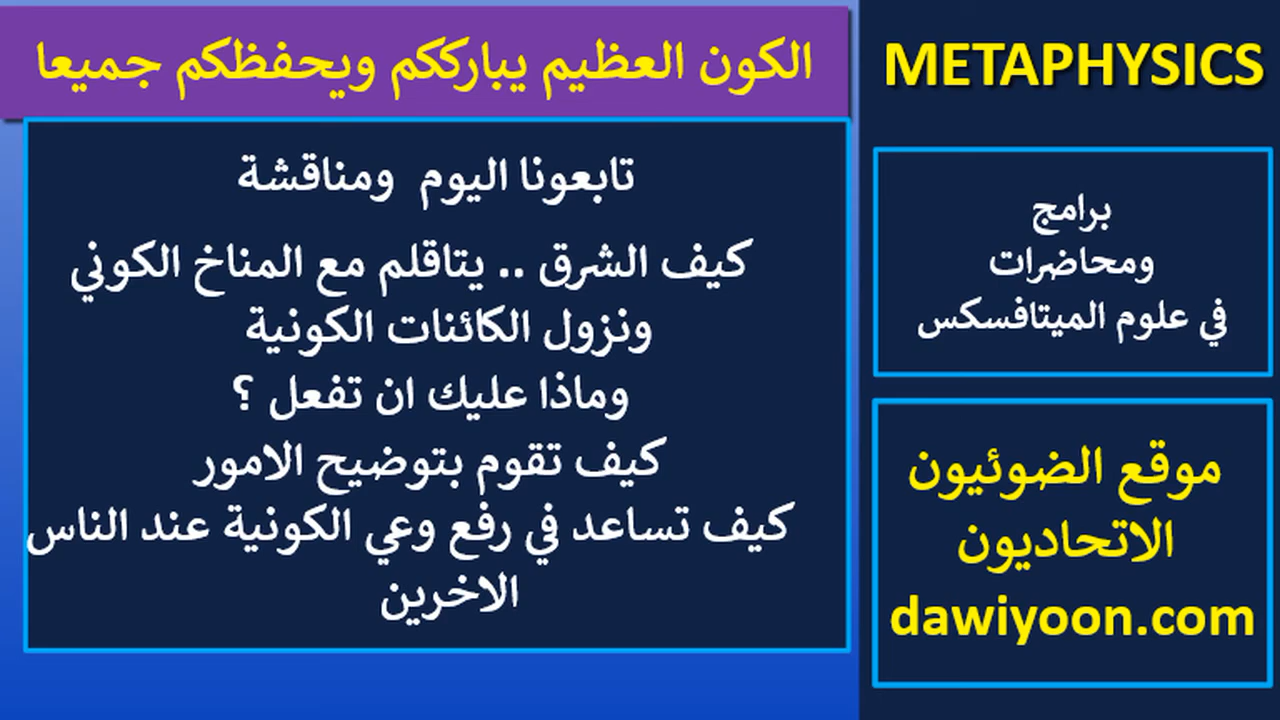 الكون العظيم يبارككم ويحفظكم جميعا
METAPHYSICS
تابعونا اليوم ومناقشة
كيف الشرق .. يتاقلم مع المناخ الكوني
ونزول الكائنات الكونية
وماذا عليك ان تفعل ؟
كيف تقوم بتوضيح الامور
كيف تساعد في رفع وعي الكونية عند الناس
الاخرين
برامج
ومحاضرات
في علوم الميتافسكس
موقع الضوئيون
الاتحاديون
dawiyoon.com